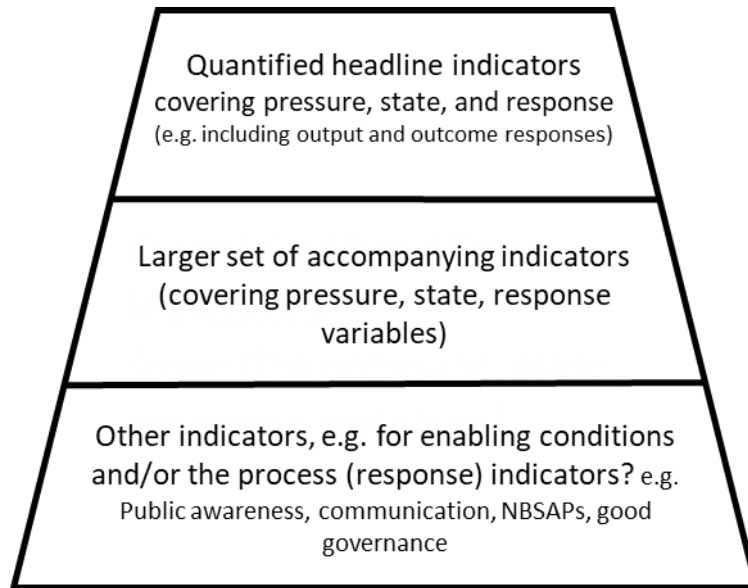 Quantified headline indicators
covering pressure, state, and response
(e.g. including output and outcome responses)
Larger set of accompanying indicators
(covering pressure, state, response
variables)
Other indicators, e.g. for enabling conditions
and/or the process (response) indicators? e.g.
Public awareness, communication, NBSAPs, good
governance